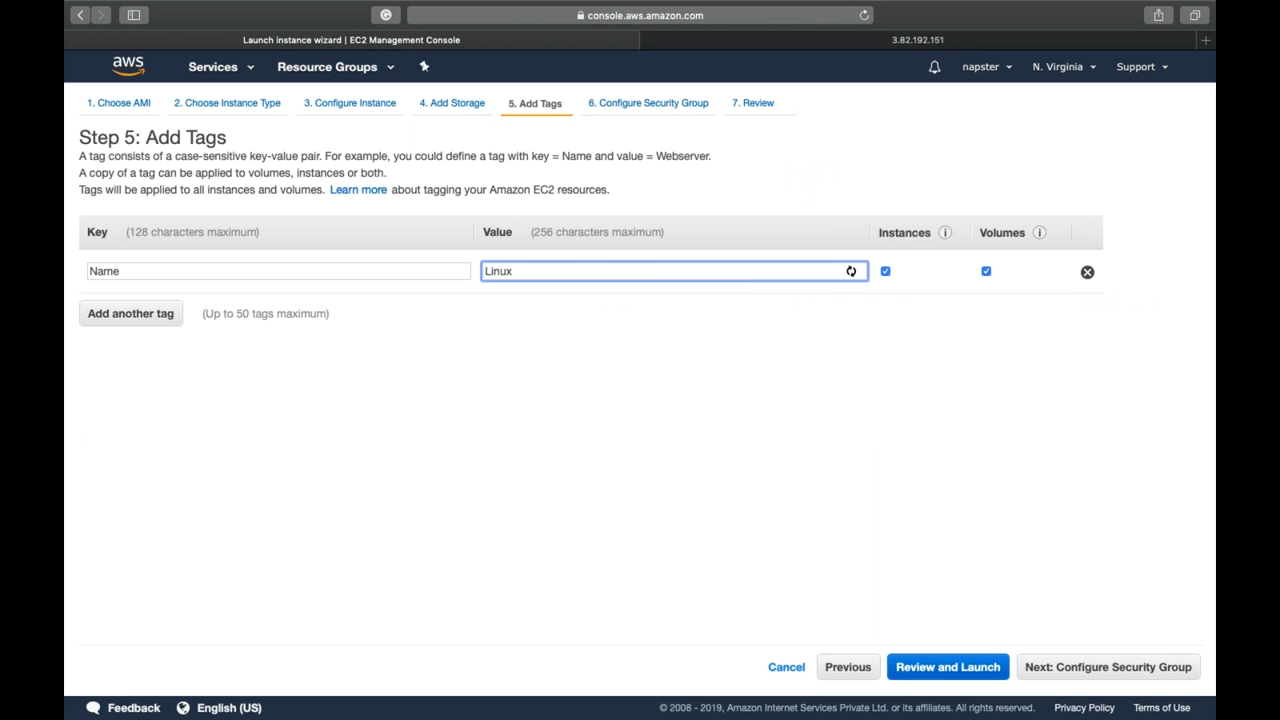 console.aws.amazon.com
Launch instance wizard | EC2 Management Console
3.82.192.151
aws
Services
Resource Groups
napster
N. Virginia
Support
1. Choose AMI
2. Choose Instance Type
3. Configure Instance
4. Add Storage
5. Add Tags
6. Configure Security Group
7. Review
Step 5: Add Tags
A tag consists of a case-sensitive key-value pair. For example, you could define a tag with key = Name and value = Webserver.
A copy of a tag can be applied to volumes, instances or both.
Tags will be applied to all instances and volumes. Learn more about tagging your Amazon EC2 resources.
Key (128 characters maximum)
Value (256 characters maximum)
Instances
Volumes
Name
Linux
Add another tag
(Up to 50 tags maximum)
Cancel
Previous
Review and Launch
Next: Configure Security Group
Feedback
English (US)
© 2008 - 2019, Amazon Internet Services Private Ltd. or its affiliates. All rights reserved.
Privacy Policy
Terms of Use